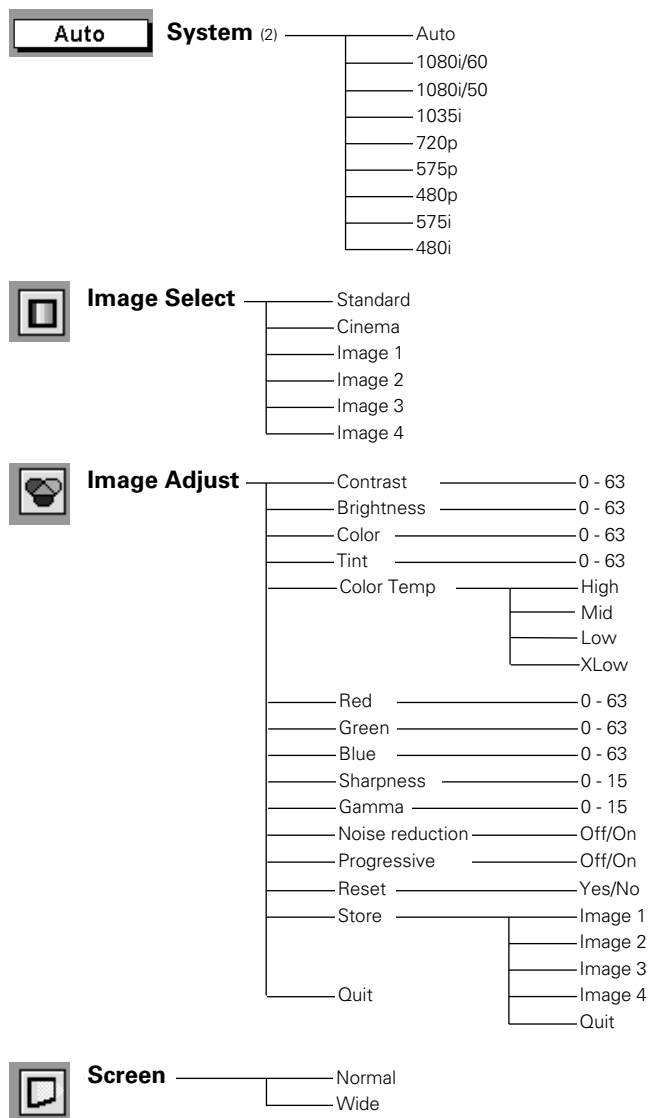 Auto System (2) Auto
1080i/60
1080i/50
1035i
720p
575p
480p
575i
480i
Image Select Standard
Cinema
Image 1
Image 2
Image 3
Image 4
Image Adjust Contrast 0 - 63
Brightness 0 - 63
Color 0 - 63
Tint 0 - 63
Color Temp High
Mid
Low
XLow
Red 0 - 63
Green 0 - 63
Blue 0 - 63
Sharpness 0 - 15
Gamma 0 - 15
Noise reduction Off/On
Progressive Off/On
Reset Yes/No
Store Image 1
Image 2
Image 3
Quit Image 4
Quit
Screen Normal
Wide